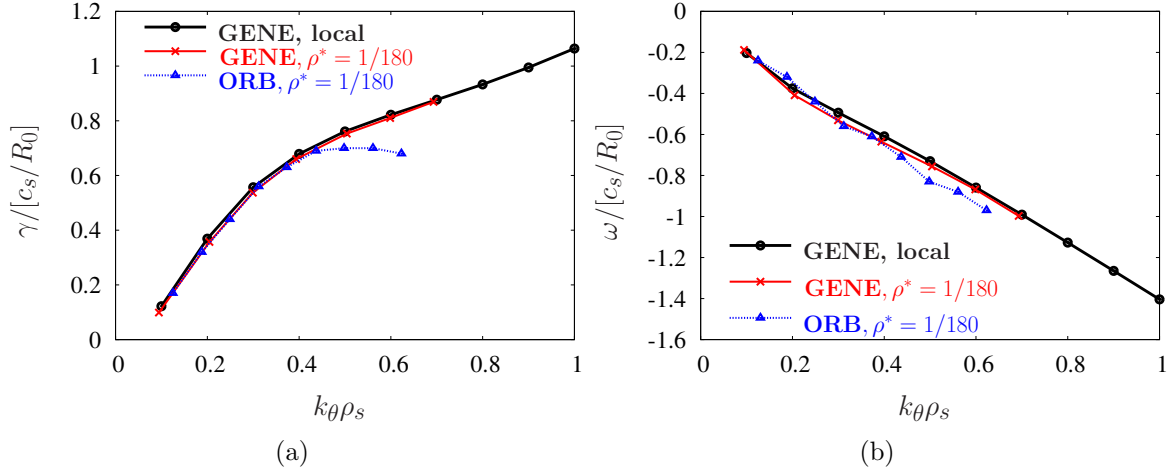 1.2
1
0.8
0.6
0.4
0.2
0
γ/[c_s/R_0]
GENE, local
GENE, ρ* = 1/180
ORB, ρ* = 1/180
0 0.2 0.4 0.6 0.8 1
k_θρ_s
(a)
0
-0.2
-0.4
-0.6
-0.8
-1
-1.2
-1.4
-1.6
ω/[c_s/R_0]
GENE, local
GENE, ρ* = 1/180
ORB, ρ* = 1/180
0 0.2 0.4 0.6 0.8 1
k_θρ_s
(b)